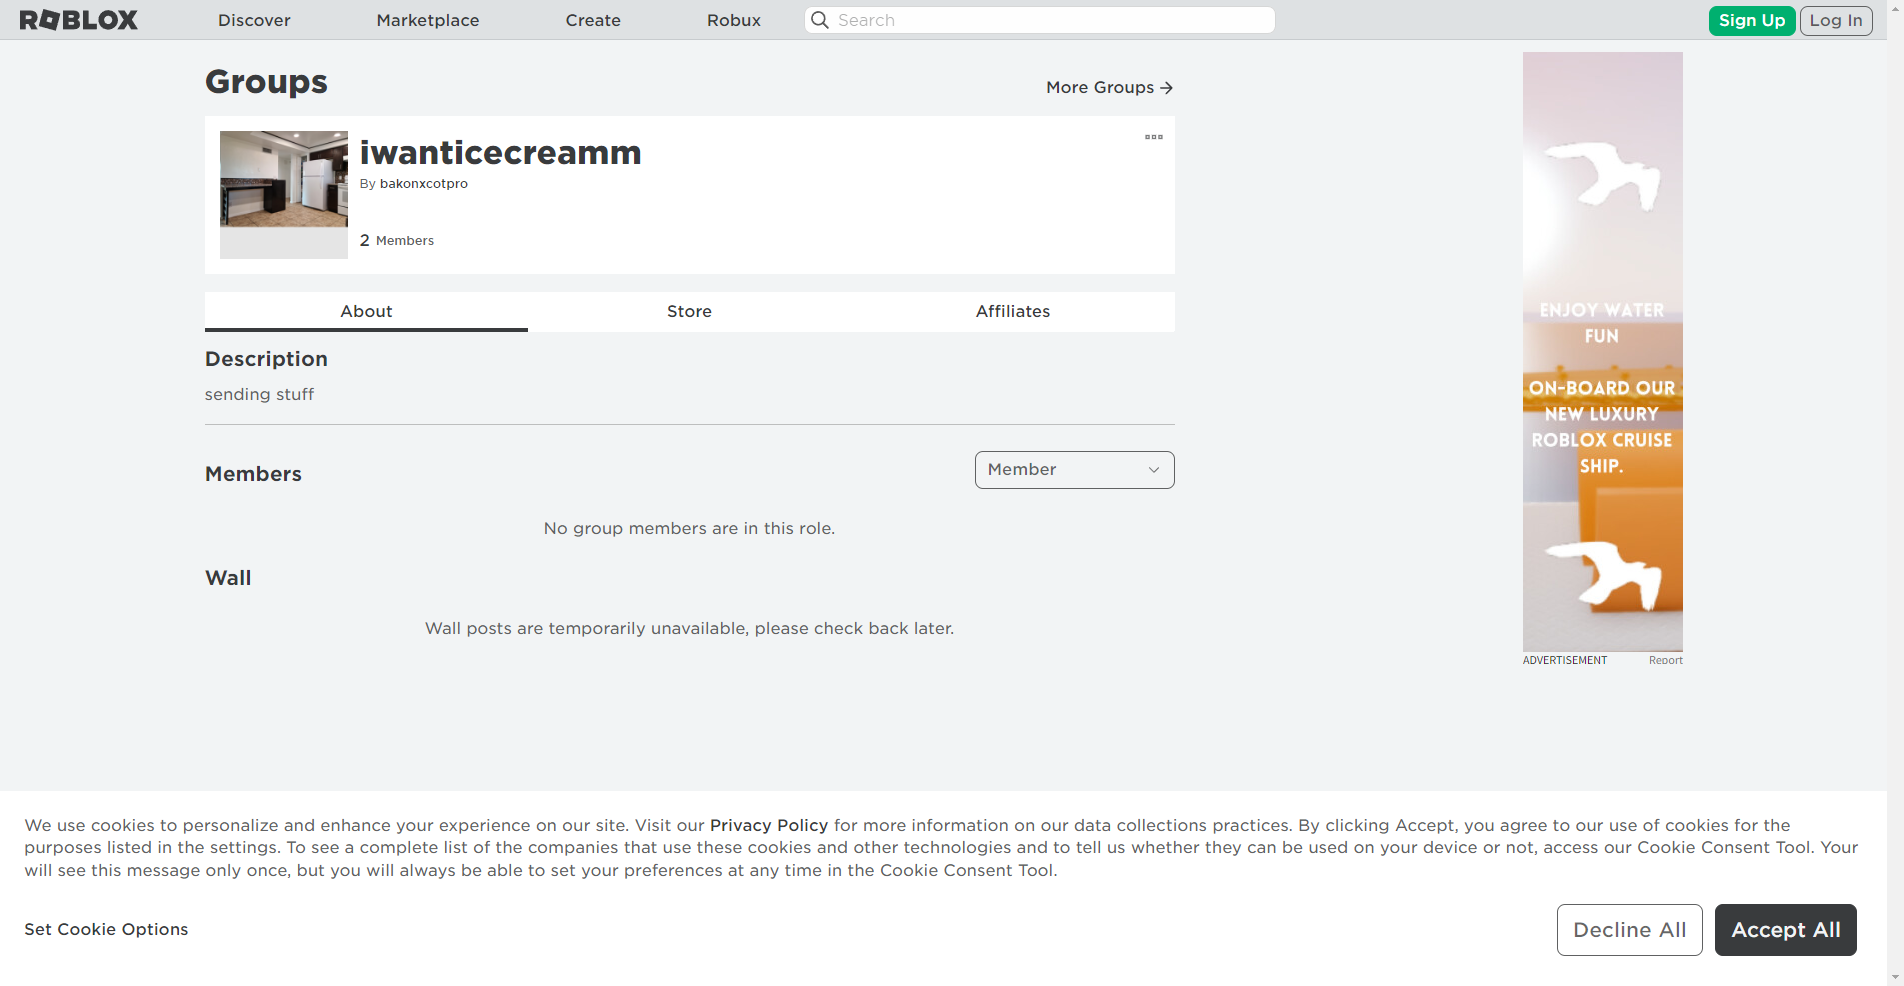 ROBLOX
Discover
Marketplace
Create
Robux
Search
Sign Up
Log In
Groups
More Groups
iwanticecreamm
By bakonxcotpro
2 Members
About
Store
Affiliates
Description
sending stuff
Members
Member
No group members are in this role.
Wall
Wall posts are temporarily unavailable, please check back later.
ENJOY WATER
FUN
ON-BOARD OUR
NEW LUXURY
ROBLOX CRUISE
SHIP.
ADVERTISEMENT
Report
We use cookies to personalize and enhance your experience on our site. Visit our Privacy Policy for more information on our data collections practices. By clicking Accept, you agree to our use of cookies for the
purposes listed in the settings. To see a complete list of the companies that use these cookies and other technologies and to tell us whether they can be used on your device or not, access our Cookie Consent Tool. Your
will see this message only once, but you will always be able to set your preferences at any time in the Cookie Consent Tool.
Set Cookie Options
Decline All
Accept All